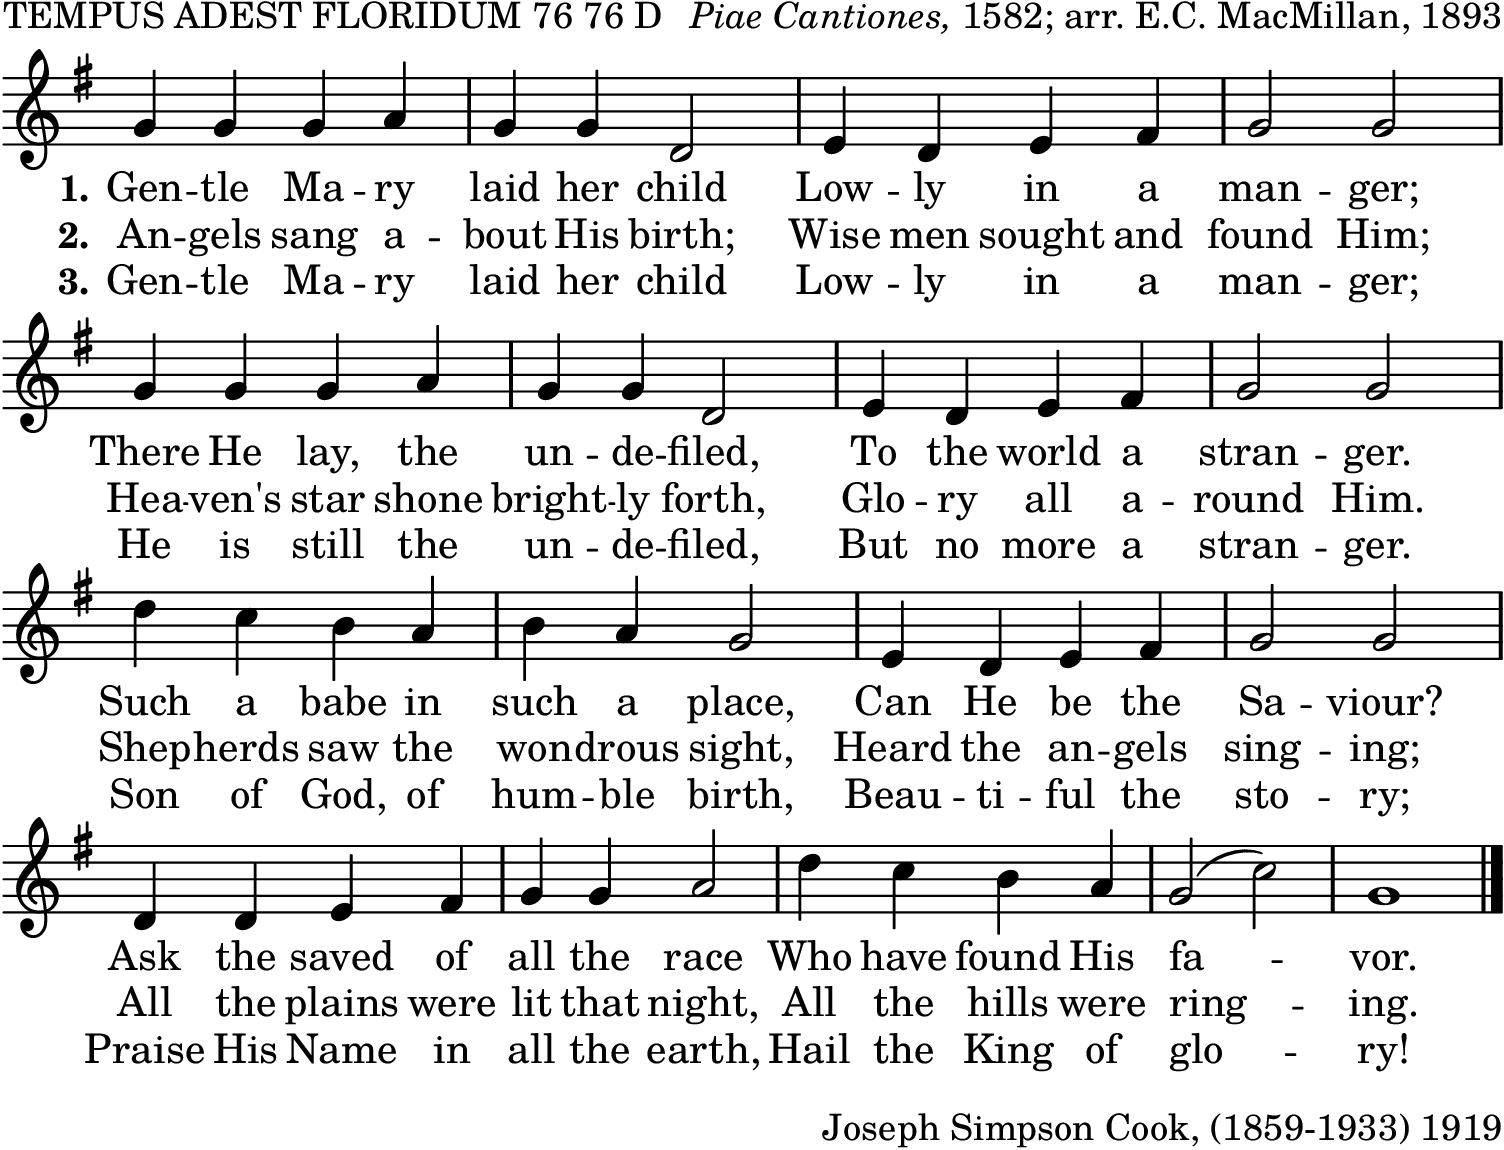 TEMPUS ADEST FLORIDUM 76 76 D Piae Cantiones, 1582; arr. E.C. MacMillan, 1893
1. Gen -- tle Ma -- ry laid her child Low -- ly in a man -- ger;
2. An -- gels sang a -- bout His birth; Wise men sought and found Him;
3. Gen -- tle Ma -- ry laid her child Low -- ly in a man -- ger;
There He lay, the un -- de -- filed, To the world a stran -- ger.
Hea -- ven's star shone bright -- ly forth, Glo -- ry all a -- round Him.
He is still the un -- de -- filed, But no more a stran -- ger.
Such a babe in such a place, Can He be the Sa -- viour?
Shepherds saw the wondrous sight, Heard the an -- gels sing -- ing;
Son of God, of hum -- ble birth, Beau -- ti -- ful the sto -- ry;
Ask the saved of all the race Who have found His fa -- vor.
All the plains were lit that night, All the hills were ring -- ing.
Praise His Name in all the earth, Hail the King of glo -- ry!
Joseph Simpson Cook, (1859-1933) 1919